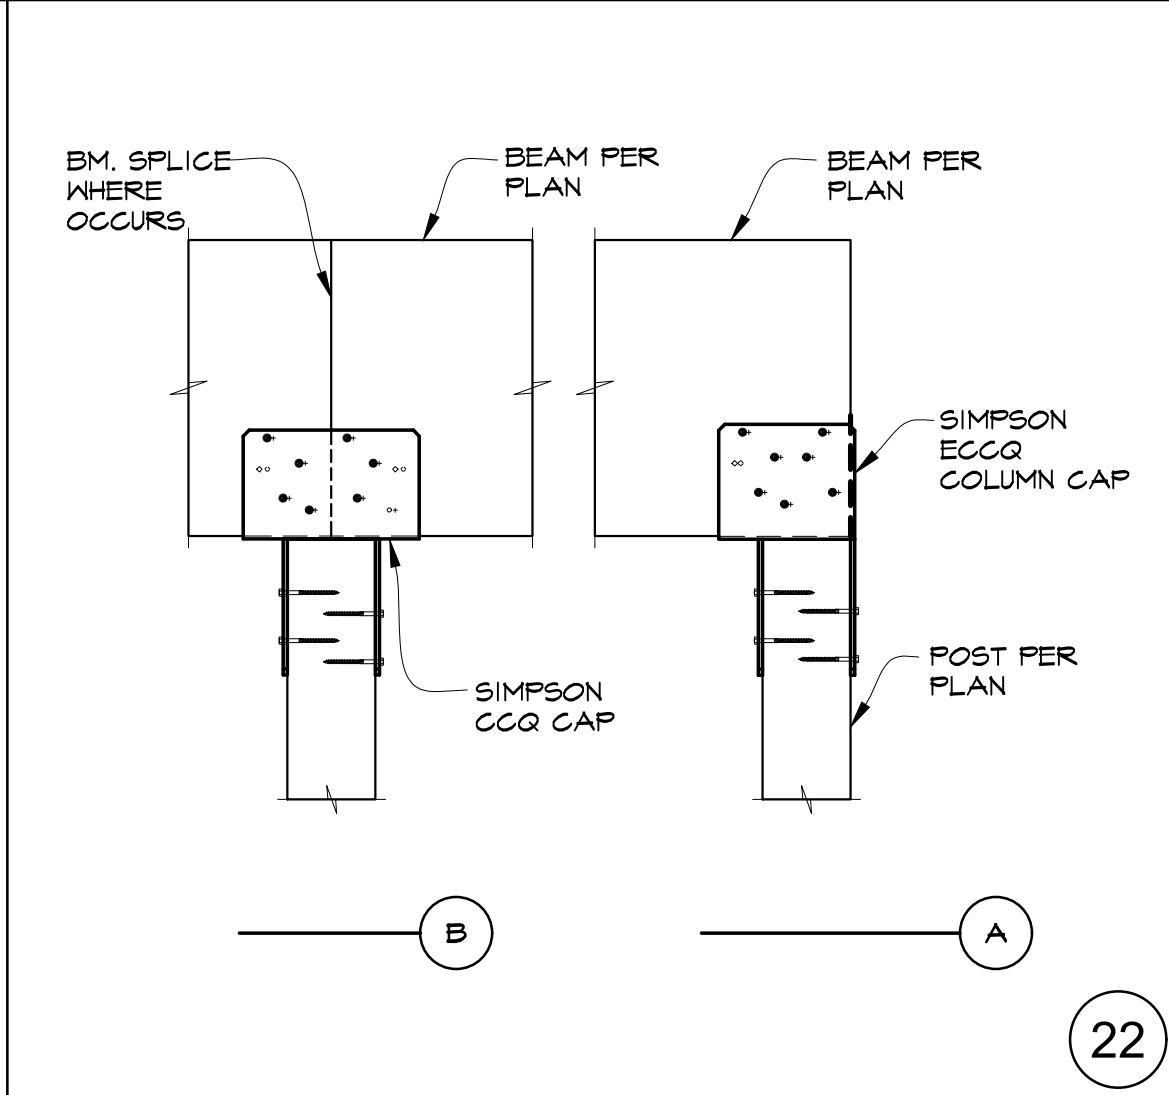 BM. SPLICE
WHERE
OCCURS
BEAM PER
PLAN
BEAM PER
PLAN
SIMPSON
ECCQ
COLUMN CAP
SIMPSON
CCQ CAP
POST PER
PLAN
B
A
22